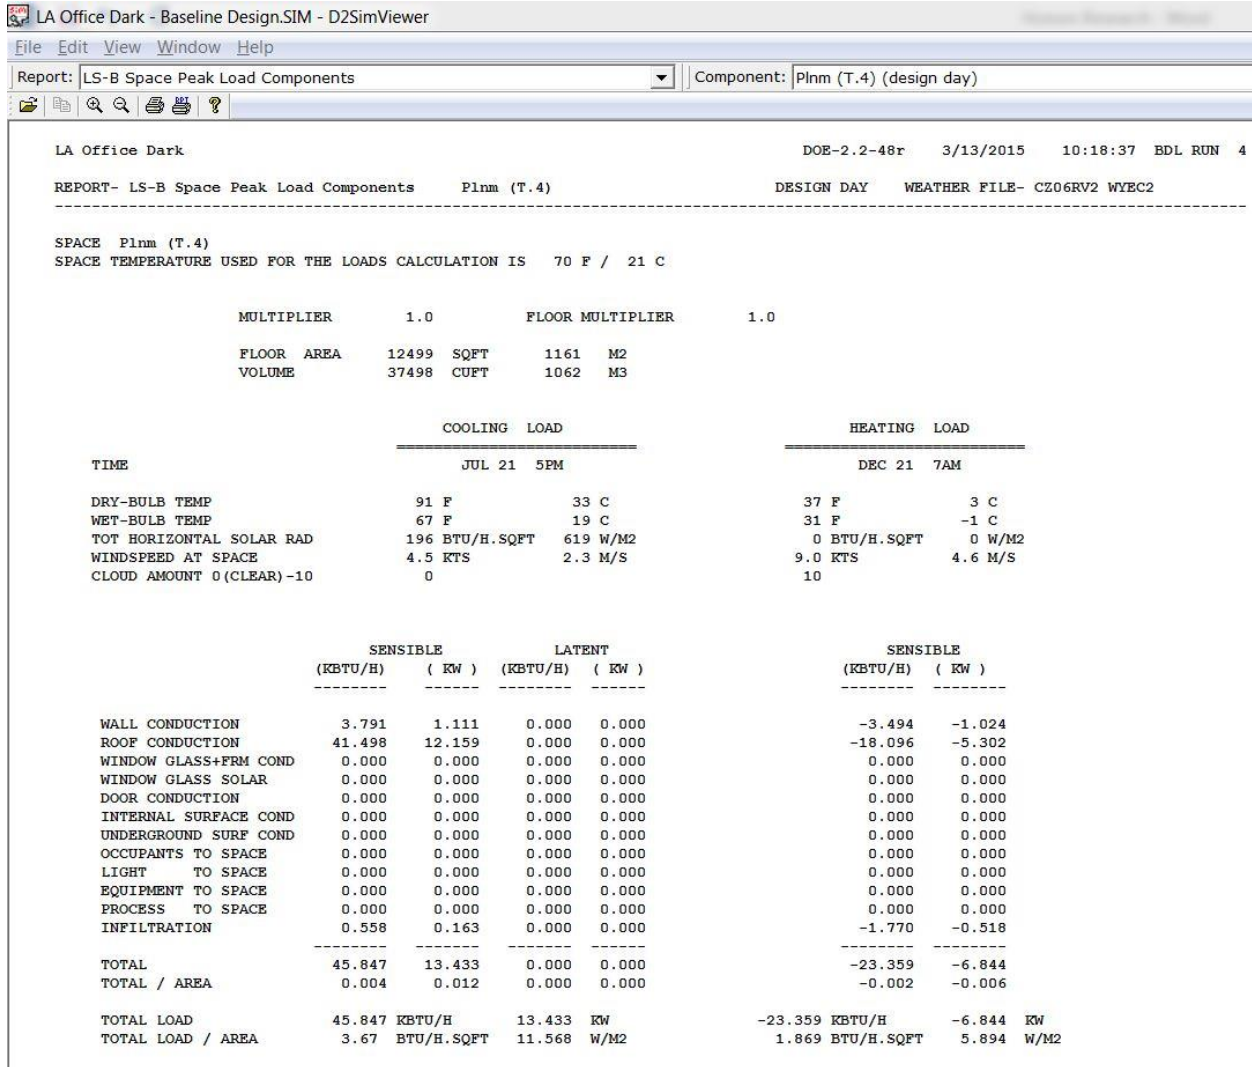 LA Office Dark - Baseline Design.SIM - D2SimViewer
File Edit View Window Help
Report: LS-B Space Peak Load Components Component: Plnm (T.4) (design day)
LA Office Dark DOE-2.2-48r 3/13/2015 10:18:37 BDL RUN 4
REPORT- LS-B Space Peak Load Components Plnm (T.4) DESIGN DAY WEATHER FILE- CZ06RV2 WYEC2
SPACE Plnm (T.4)
SPACE TEMPERATURE USED FOR THE LOADS CALCULATION IS 70 F / 21 C
MULTIPLIER 1.0 FLOOR MULTIPLIER 1.0
FLOOR AREA 12499 SQFT 1161 M2
VOLUME 37498 CUFT 1062 M3
COOLING LOAD HEATING LOAD
TIME JUL 21 5PM DEC 21 7AM
DRY-BULB TEMP 91 F 33 C 37 F 3 C
WET-BULB TEMP 67 F 19 C 31 F -1 C
TOT HORIZONTAL SOLAR RAD 196 BTU/H.SQFT 619 W/M2 0 BTU/H.SQFT 0 W/M2
WINDSPEED AT SPACE 4.5 KTS 2.3 M/S 9.0 KTS 4.6 M/S
CLOUD AMOUNT 0(CLEAR)-10 0 10
SENSIBLE LATENT SENSIBLE
(KBTU/H) ( KW ) (KBTU/H) ( KW ) (KBTU/H) ( KW )
WALL CONDUCTION 3.791 1.111 0.000 0.000 -3.494 -1.024
ROOF CONDUCTION 41.498 12.159 0.000 0.000 -18.096 -5.302
WINDOW GLASS+FRM COND 0.000 0.000 0.000 0.000 0.000 0.000
WINDOW GLASS SOLAR 0.000 0.000 0.000 0.000 0.000 0.000
DOOR CONDUCTION 0.000 0.000 0.000 0.000 0.000 0.000
INTERNAL SURFACE COND 0.000 0.000 0.000 0.000 0.000 0.000
UNDERGROUND SURF COND 0.000 0.000 0.000 0.000 0.000 0.000
OCCUPANTS TO SPACE 0.000 0.000 0.000 0.000 0.000 0.000
LIGHT TO SPACE 0.000 0.000 0.000 0.000 0.000 0.000
EQUIPMENT TO SPACE 0.000 0.000 0.000 0.000 0.000 0.000
PROCESS TO SPACE 0.000 0.000 0.000 0.000 0.000 0.000
INFILTRATION 0.558 0.163 0.000 0.000 -1.770 -0.518
TOTAL 45.847 13.433 0.000 0.000 -23.359 -6.844
TOTAL / AREA 0.004 0.012 0.000 0.000 -0.002 -0.006
TOTAL LOAD 45.847 KBTU/H 13.433 KW -23.359 KBTU/H -6.844 KW
TOTAL LOAD / AREA 3.67 BTU/H.SQFT 11.568 W/M2 1.869 BTU/H.SQFT 5.894 W/M2